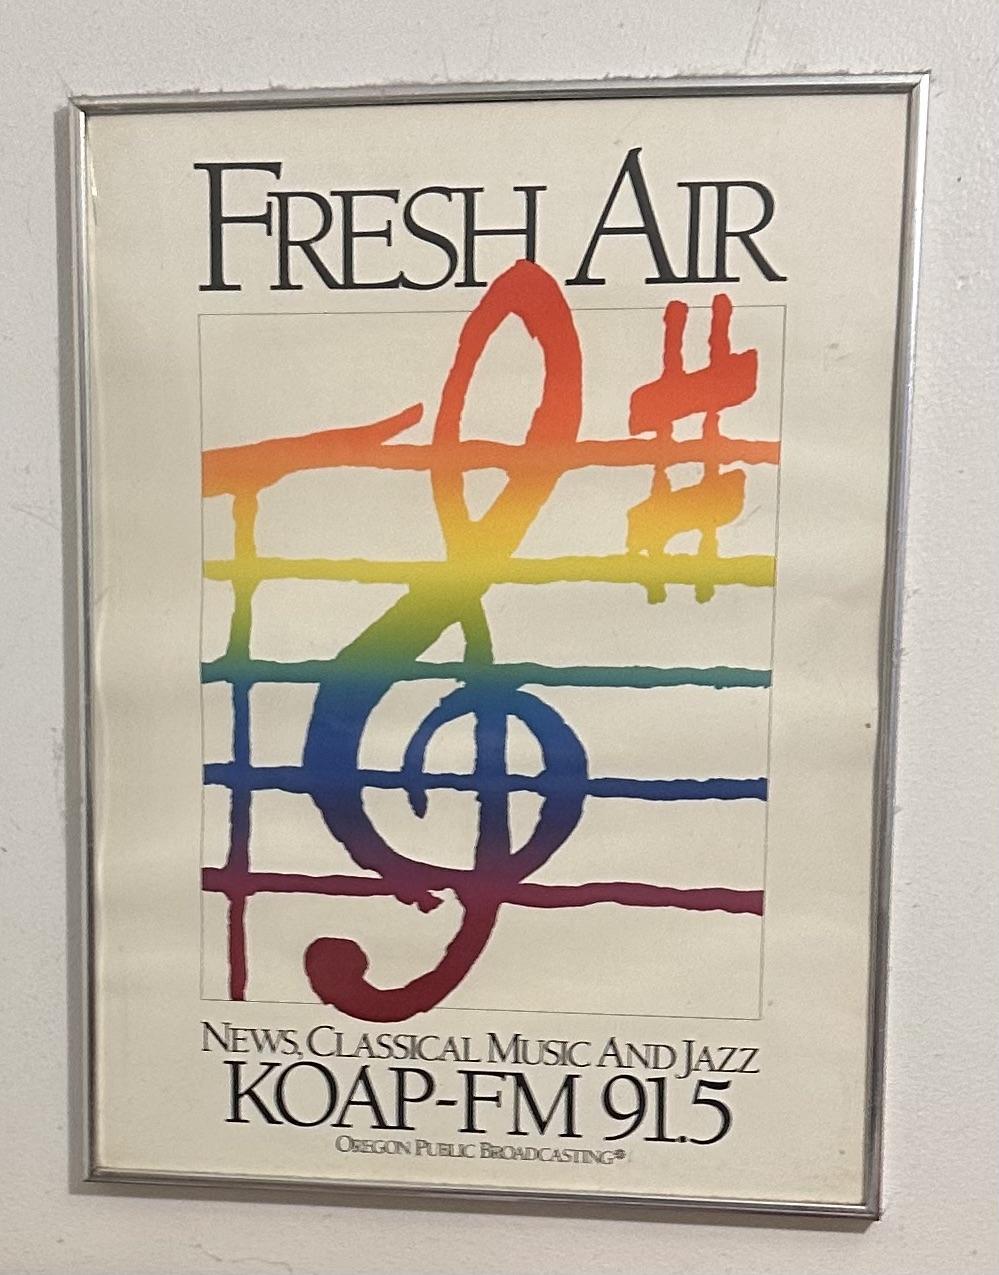 FRESH AIR
NEWS, CLASSICAL MUSIC AND JAZZ
KOAP-FM 91.5
OREGON PUBLIC BROADCASTING®